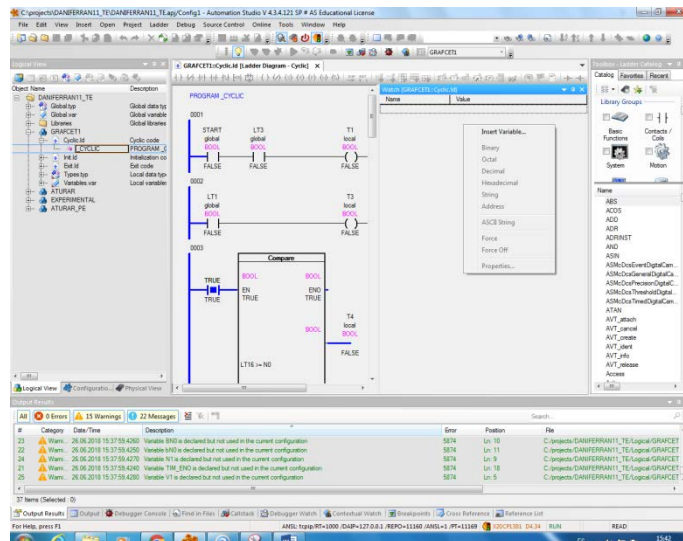 C:\projects\DANIFERRAN11_TE\DANIFERRAN11_TE.apj/Config1 - Automation Studio V 4.3.4.121 SP # AS Educational License
File Edit View Insert Open Project Ladder Debug Source Control Online Tools Window Help
GRAFCET1
Logical View
GRAFCET1::Cyclic.ld [Ladder Diagram - Cyclic]
Object Name Description
DANIFERRAN11_TE
Global.typ Global data typ
Global.var Global variable
Libraries Global libraries
GRAFCET1
Cyclic.ld Cyclic code
_CYCLIC PROGRAM _C
Init.ld Initialization co
Exit.ld Exit code
Types.typ Local data type
Variables.var Local variables
ATURAR
EXPERIMENTAL
ATURAR_PE
Logical View Configuratio... Physical View
PROGRAM _CYCLIC
0001
START LT3 T1
global global local
BOOL BOOL BOOL
FALSE FALSE FALSE
0002
LT1 T3
global local
BOOL BOOL
FALSE FALSE
0003
Compare
TRUE BOOL BOOL
EN ENO
TRUE TRUE TRUE
T4
local
BOOL BOOL
FALSE
LT16 >= N0
Watch [GRAFCET1::Cyclic.ld]
Name Value
Insert Variable...
Binary
Octal
Decimal
Hexadecimal
String
Address
ASCII String
Force
Force Off
Properties...
Toolbox - Ladder Catalog
Catalog Favorites Recent
Library Groups
Basic Functions
Contacts / Coils
System Motion
Name
ABS
ACOS
ADD
ADR
ADRINST
AND
ASIN
ASMcDcsEventDigitalCam...
ASMcDcsGeneralDigitalCa...
ASMcDcsPrecisionDigitalC...
ASMcDcsThresholdDigital...
ASMcDcsTimedDigitalCam...
ATAN
AVT_attach
AVT_cancel
AVT_create
AVT_ident
AVT_info
AVT_release
Access
Output Results
All 0 Errors 15 Warnings 22 Messages Search...
# Category Date/Time Description Error Position File
23 Warni... 26.06.2018 15:37:59.4260 Variable BN0 is declared but not used in the current configuration 5874 Ln: 10 C:/projects/DANIFERRAN11_TE/Logical/GRAFCET
22 Warni... 26.06.2018 15:37:59.4260 Variable bN0 is declared but not used in the current configuration 5874 Ln: 11 C:/projects/DANIFERRAN11_TE/Logical/GRAFCET
24 Warni... 26.06.2018 15:37:59.4270 Variable N1 is declared but not used in the current configuration 5874 Ln: 9 C:/projects/DANIFERRAN11_TE/Logical/GRAFCET
21 Warni... 26.06.2018 15:37:59.4240 Variable TIM_ENO is declared but not used in the current configuration 5874 Ln: 18 C:/projects/DANIFERRAN11_TE/Logical/GRAFCET
25 Warni... 26.06.2018 15:37:59.4280 Variable V1 is declared but not used in the current configuration 5874 Ln: 5 C:/projects/DANIFERRAN11_TE/Logical/GRAFCET
37 Items (Selected : 0)
Output Results Output Debugger Console Find in Files Callstack Debugger Watch Contextual Watch Breakpoints Cross Reference Reference List
For Help, press F1 ANSL: tcpip/RT=1000 /DAIP=127.0.0.1 /REPO=11160 /ANSL=1 /PT=11169 X20CP1301 D4.34 RUN READ
15:42